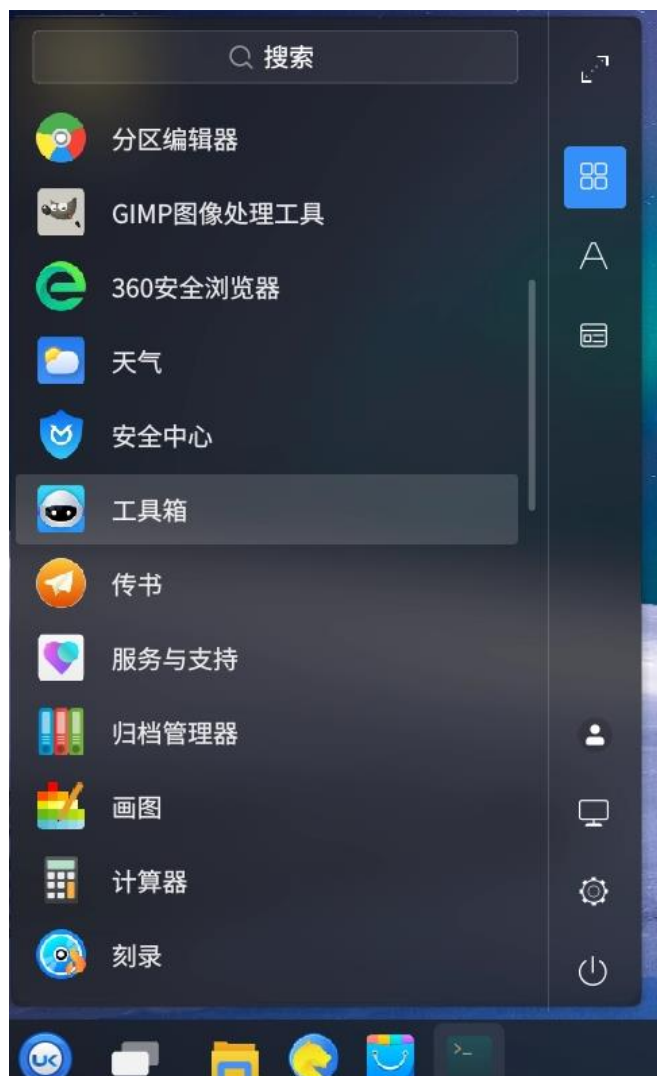 搜索
分区编辑器
GIMP图像处理工具
360安全浏览器
天气
安全中心
工具箱
传书
服务与支持
归档管理器
画图
计算器
刻录
A
UK
>_